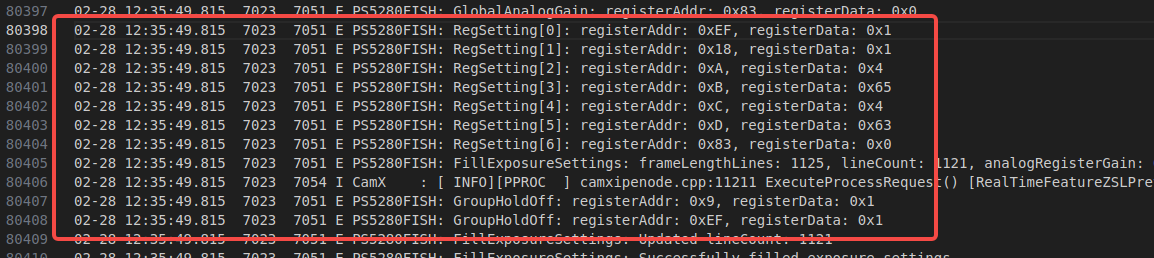 80397 02-28 12:35:49.815 7023 7051 E PS5280FISH: GlobalAnalogGain: registerAddr: 0x83, registerData: 0x0
80398 02-28 12:35:49.815 7023 7051 E PS5280FISH: RegSetting[0]: registerAddr: 0xEF, registerData: 0x1
80399 02-28 12:35:49.815 7023 7051 E PS5280FISH: RegSetting[1]: registerAddr: 0x18, registerData: 0x1
80400 02-28 12:35:49.815 7023 7051 E PS5280FISH: RegSetting[2]: registerAddr: 0xA, registerData: 0x4
80401 02-28 12:35:49.815 7023 7051 E PS5280FISH: RegSetting[3]: registerAddr: 0xB, registerData: 0x65
80402 02-28 12:35:49.815 7023 7051 E PS5280FISH: RegSetting[4]: registerAddr: 0xC, registerData: 0x4
80403 02-28 12:35:49.815 7023 7051 E PS5280FISH: RegSetting[5]: registerAddr: 0xD, registerData: 0x63
80404 02-28 12:35:49.815 7023 7051 E PS5280FISH: RegSetting[6]: registerAddr: 0x83, registerData: 0x0
80405 02-28 12:35:49.815 7023 7051 E PS5280FISH: FillExposureSettings: frameLengthLines: 1125, lineCount: 1121, analogRegisterGain:
80406 02-28 12:35:49.815 7023 7054 I CamX : [ INFO][PPROC ] camxipenode.cpp:11211 ExecuteProcessRequest() [RealTimeFeatureZSLPre
80407 02-28 12:35:49.815 7023 7051 E PS5280FISH: GroupHoldOff: registerAddr: 0x9, registerData: 0x1
80408 02-28 12:35:49.815 7023 7051 E PS5280FISH: GroupHoldOff: registerAddr: 0xEF, registerData: 0x1
80409 02-28 12:35:49.815 7023 7051 E PS5280FISH: FillExposureSettings: Updated lineCount: 1121
80410 02-28 12:35:49.815 7023 7051 E PS5280FISH: FillExposureSettings: Successfully filled exposure settings